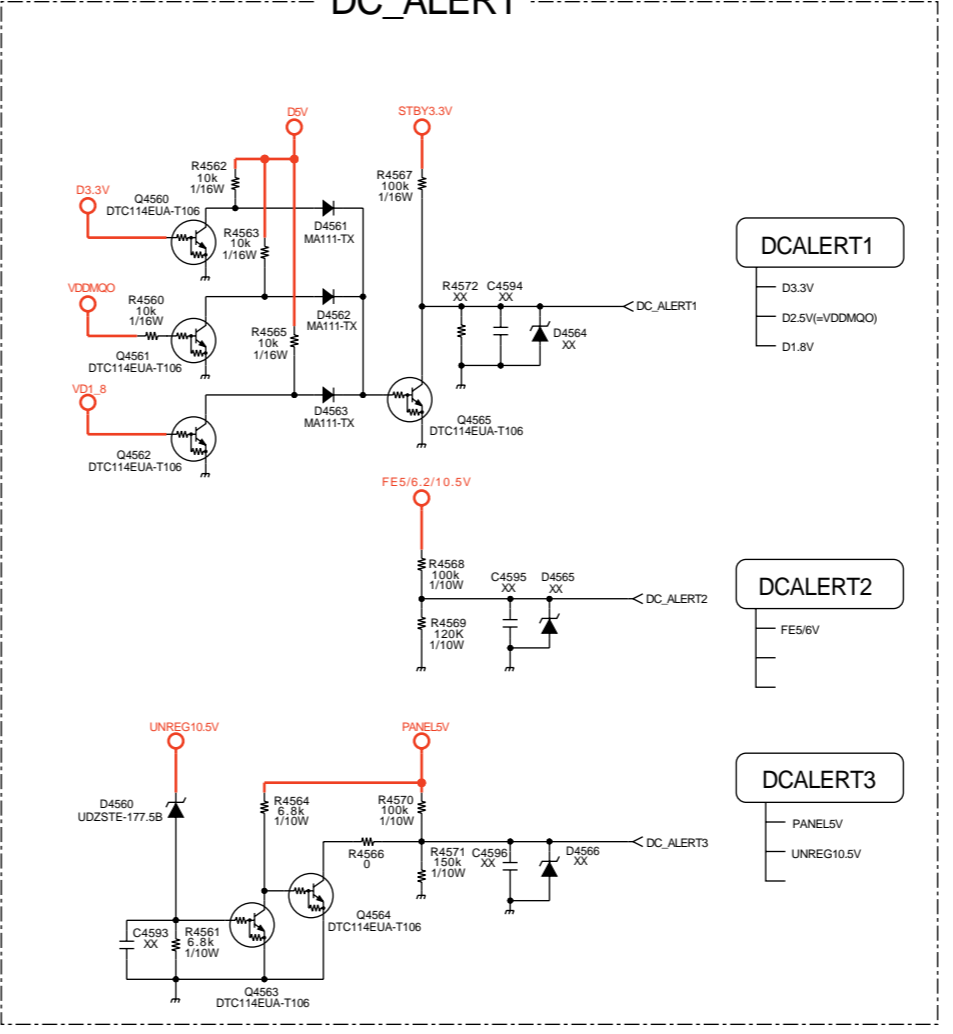 DC_ALERT
D5V
STBY3.3V
R4562
10k
1/16W
R4567
100k
1/16W
D3.3V
Q4560
DTC114EUA-T106
D4561
MA111-TX
R4563
10k
1/16W
DCALERT1
D3.3V
D2.5V(=VDDMQO)
D1.8V
VDDMQO
R4560
10k
1/16W
R4572
XX
C4594
XX
DC_ALERT1
D4562
MA111-TX
R4565
10k
1/16W
D4564
XX
Q4561
DTC114EUA-T106
VD1_8
D4563
MA111-TX
Q4565
DTC114EUA-T106
Q4562
DTC114EUA-T106
FE5/6.2/10.5V
R4568
100k
1/10W
C4595
XX
D4565
XX
DC_ALERT2
R4569
120K
1/10W
DCALERT2
FE5/6V
UNREG10.5V
PANEL5V
D4560
UDZSTE-177.5B
R4564
6.8k
1/10W
R4570
100k
1/10W
DC_ALERT3
R4566
0
R4571
150k
1/10W
C4596
XX
D4566
XX
DCALERT3
PANEL5V
UNREG10.5V
C4593
XX
R4561
6.8k
1/10W
Q4564
DTC114EUA-T106
Q4563
DTC114EUA-T106